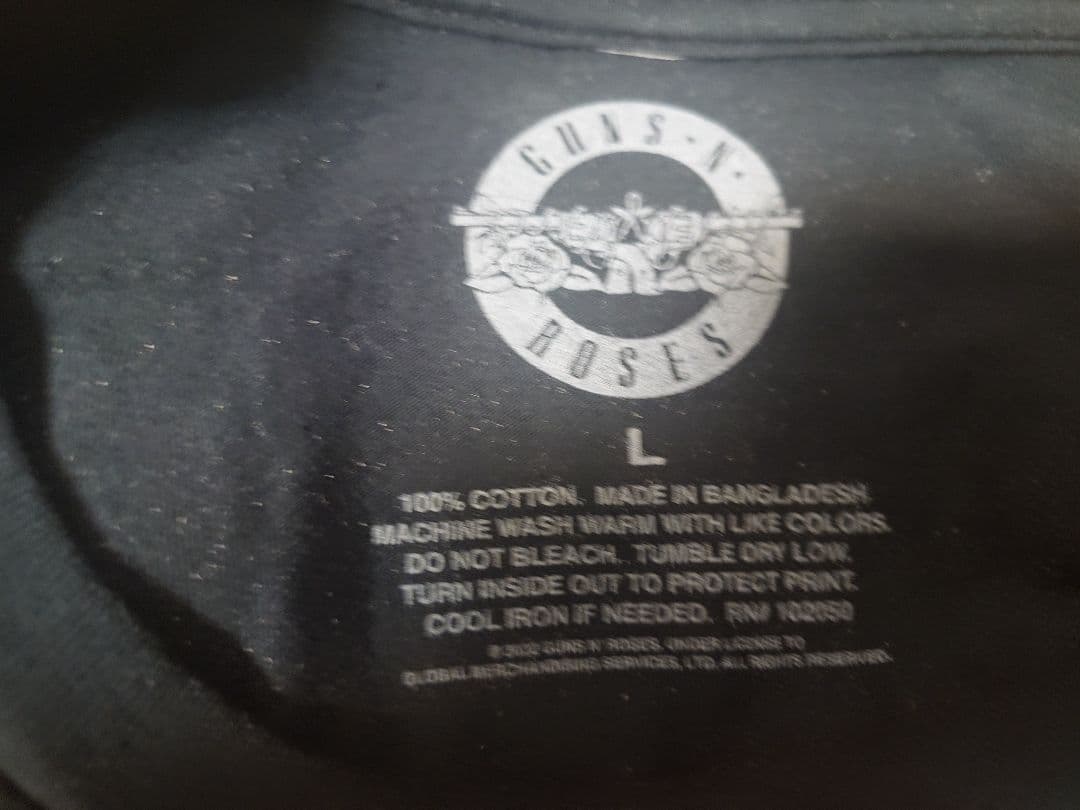 GUNS N'
ROSES
L
100% COTTON. MADE IN BANGLADESH.
MACHINE WASH WARM WITH LIKE COLORS.
DO NOT BLEACH. TUMBLE DRY LOW.
TURN INSIDE OUT TO PROTECT PRINT.
COOL IRON IF NEEDED. RN# 102050
GUNS N' ROSES. UNDER LICENSE TO
GLOBAL MERCHANDISING SERVICES, LTD. ALL RIGHTS RESERVED.